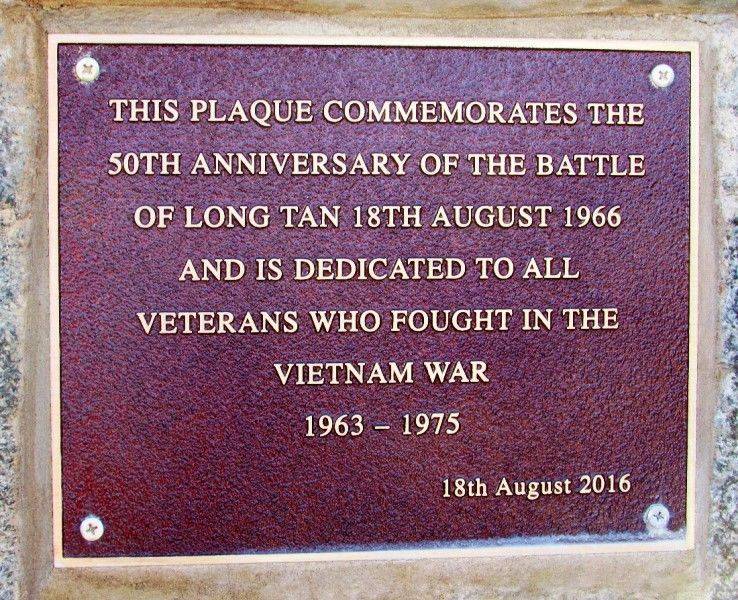 THIS PLAQUE COMMEMORATES THE
50TH ANNIVERSARY OF THE BATTLE
OF LONG TAN 18TH AUGUST 1966
AND IS DEDICATED TO ALL
VETERANS WHO FOUGHT IN THE
VIETNAM WAR
1963 – 1975
18th August 2016